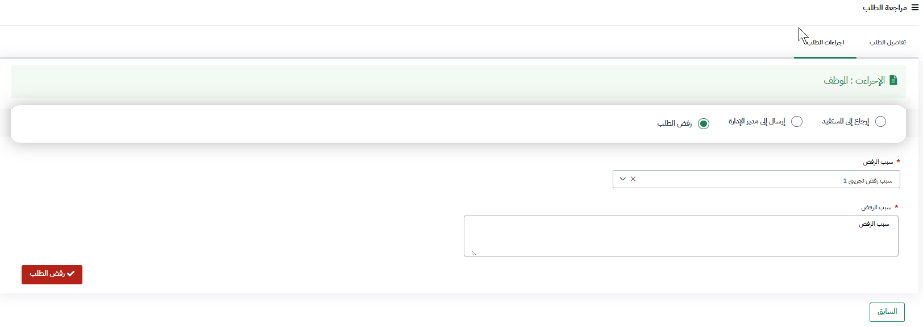 مراجعة الطلب
تفاصيل الطلب
اجراءات الطلب
الإجراءت : الموظف
إرجاع إلى المستفيد
إرسال إلى مدير الإدارة
رفض الطلب
* سبب الرفض
سبب رفض تجريبي 1
* سبب الرفض
سبب الرفض
رفض الطلب
السابق